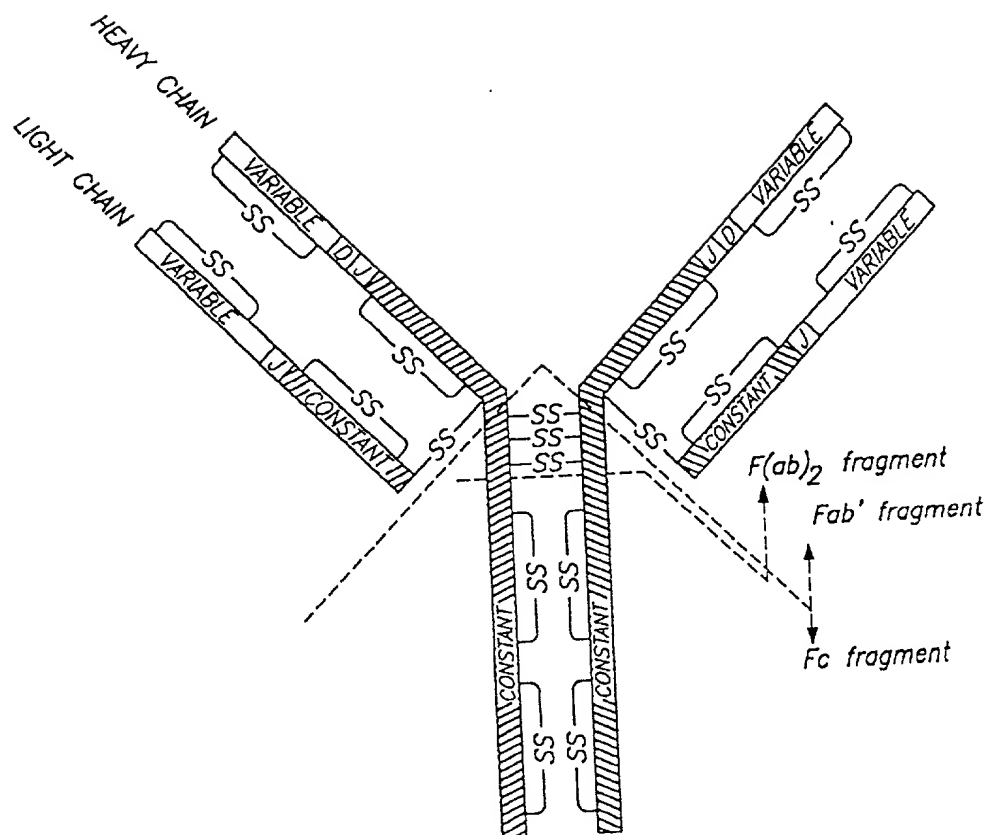 HEAVY CHAIN
LIGHT CHAIN
VARIABLE
D
J
SS
SS
VARIABLE
J
CONSTANT
SS
SS
SS
VARIABLE
D
J
SS
SS
VARIABLE
J
CONSTANT
SS
SS
SS
SS
SS
SS
F(ab)2 fragment
Fab' fragment
Fc fragment
CONSTANT
CONSTANT
SS
SS
SS
SS